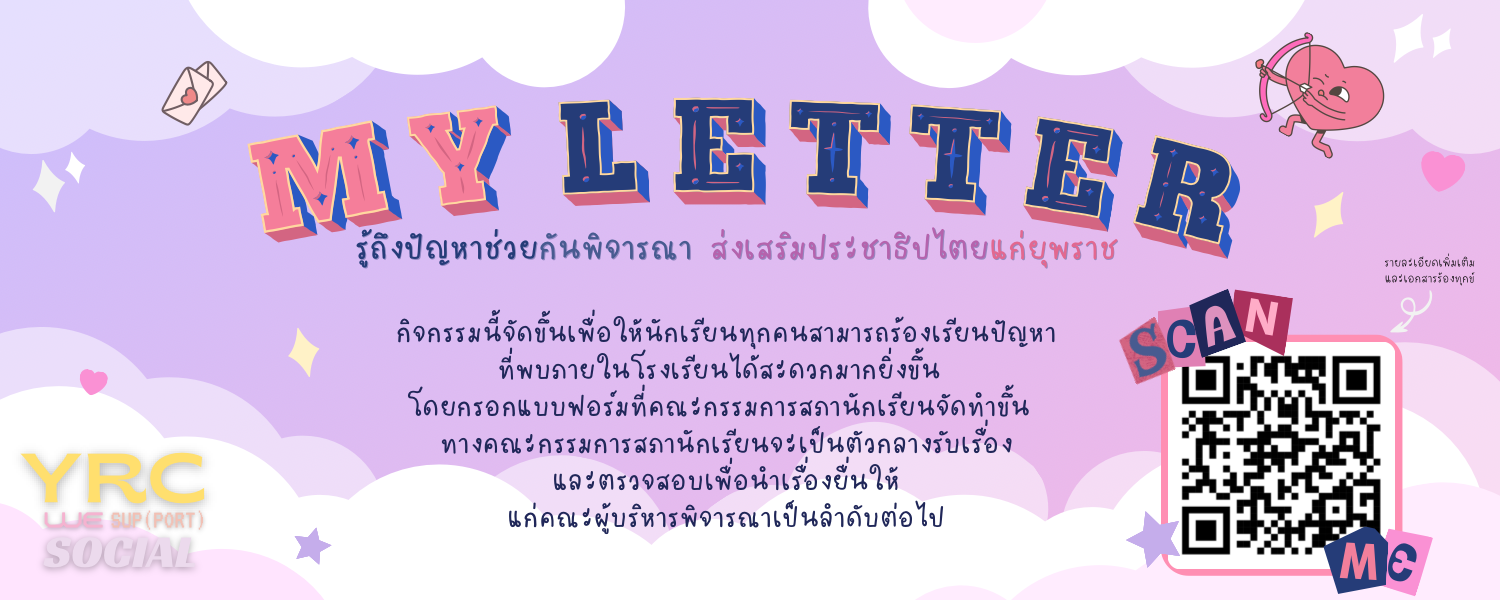 MY LETTER
รู้ถึงปัญหาช่วยกันพิจารณา ส่งเสริมประชาธิปไตยแก่ยุพราช
รายละเอียดเพิ่มเติม
และเอกสารร้องทุกข์
กิจกรรมนี้จัดขึ้นเพื่อให้นักเรียนทุกคนสามารถร้องเรียนปัญหา
ที่พบภายในโรงเรียนได้สะดวกมากยิ่งขึ้น
โดยกรอกแบบฟอร์มที่คณะกรรมการสภานักเรียนจัดทำขึ้น
ทางคณะกรรมการสภานักเรียนจะเป็นตัวกลางรับเรื่อง
และตรวจสอบเพื่อนำเรื่องยื่นให้
แก่คณะผู้บริหารพิจารณาเป็นลำดับต่อไป
SCAN
ME
YRC
WE SUP(PORT)
SOCIAL